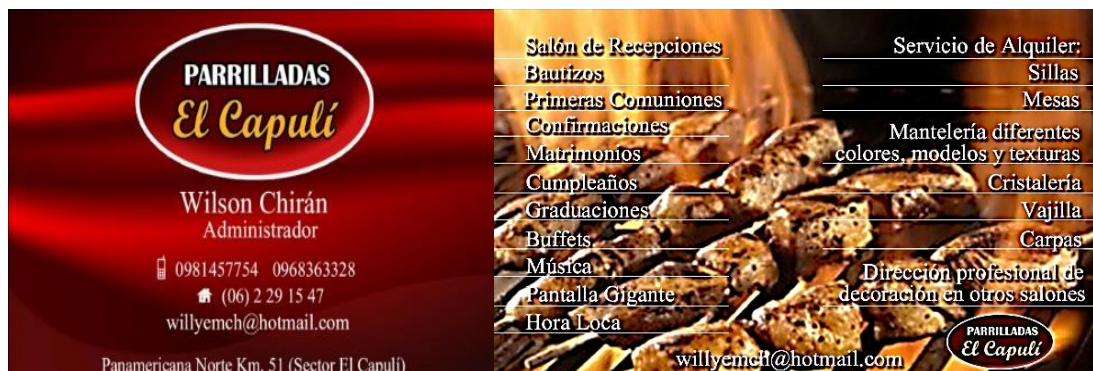 PARRILLADAS
El Capulí
Wilson Chirán
Administrador
0981457754 0968363328
(06) 2 29 15 47
willyemch@hotmail.com
Panamericana Norte Km. 51 (Sector El Capulí)
Salón de Recepciones
Bautizos
Primeras Comuniones
Confirmaciones
Matrimonios
Cumpleaños
Graduaciones
Buffets
Música
Pantalla Gigante
Hora Loca
Servicio de Alquiler:
Sillas
Mesas
Mantelería diferentes
colores, modelos y texturas
Cristalería
Vajilla
Carpas
Dirección profesional de
decoración en otros salones
willyemch@hotmail.com
PARRILLADAS
El Capulí